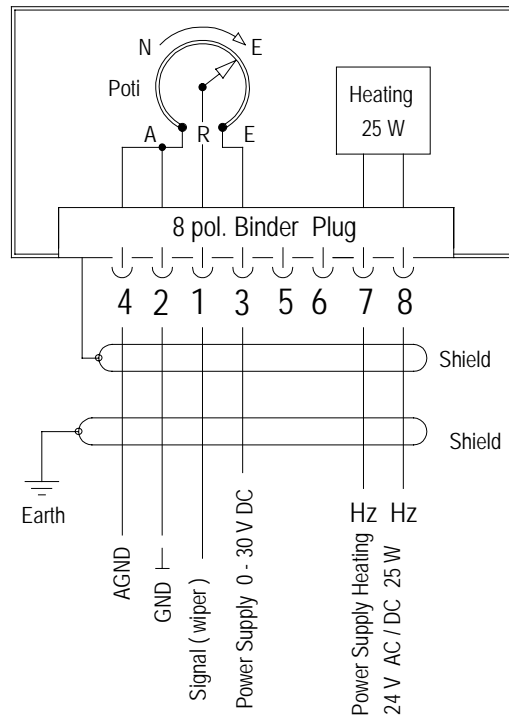 N E
Poti
A R E
Heating
25 W
8 pol. Binder Plug
4 2 1 3 5 6 7 8
Shield
Shield
Earth
AGND
GND
Signal ( wiper )
Power Supply 0 - 30 V DC
Hz Hz
Power Supply Heating
24 V AC / DC 25 W